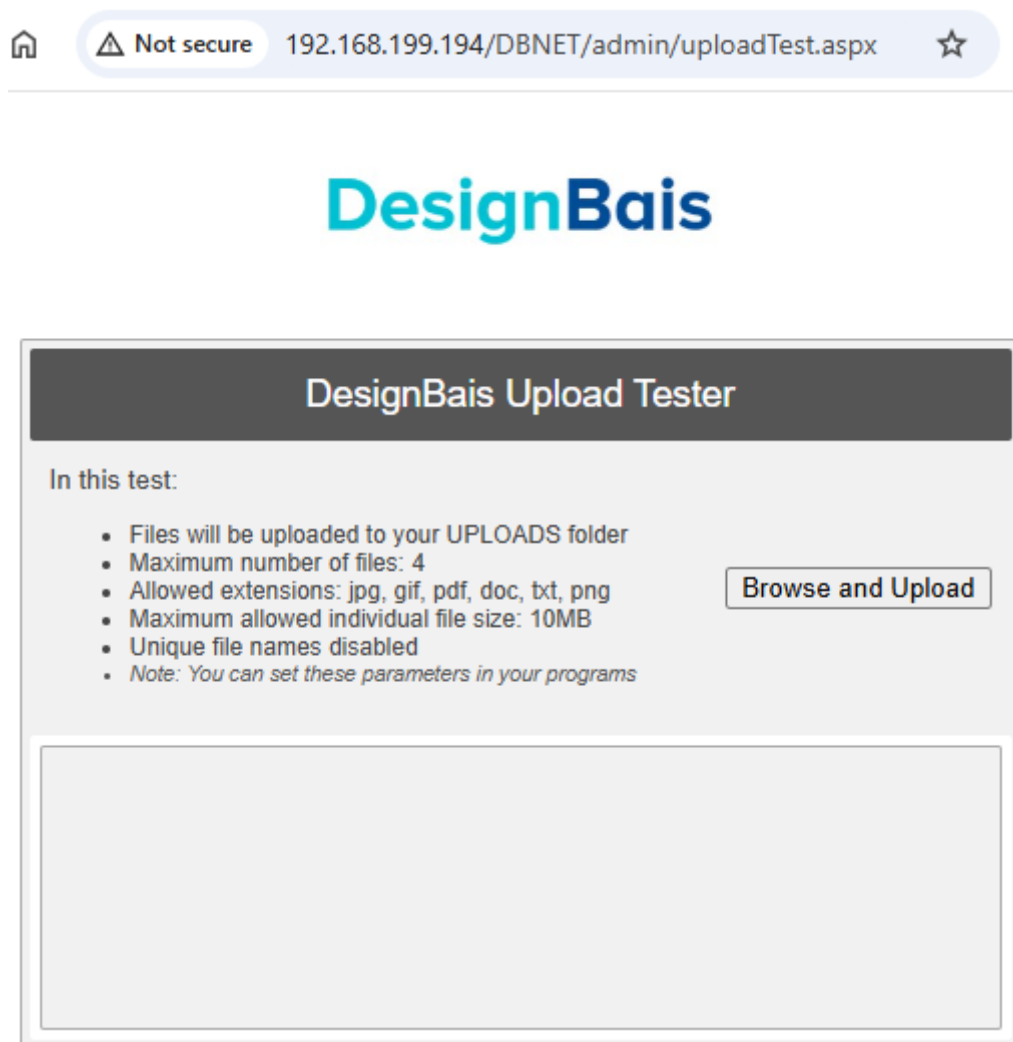 Not secure 192.168.199.194/DBNET/admin/uploadTest.aspx
DesignBais
DesignBais Upload Tester
In this test:
Files will be uploaded to your UPLOADS folder
Maximum number of files: 4
Allowed extensions: jpg, gif, pdf, doc, txt, png
Browse and Upload
Maximum allowed individual file size: 10MB
Unique file names disabled
Note: You can set these parameters in your programs